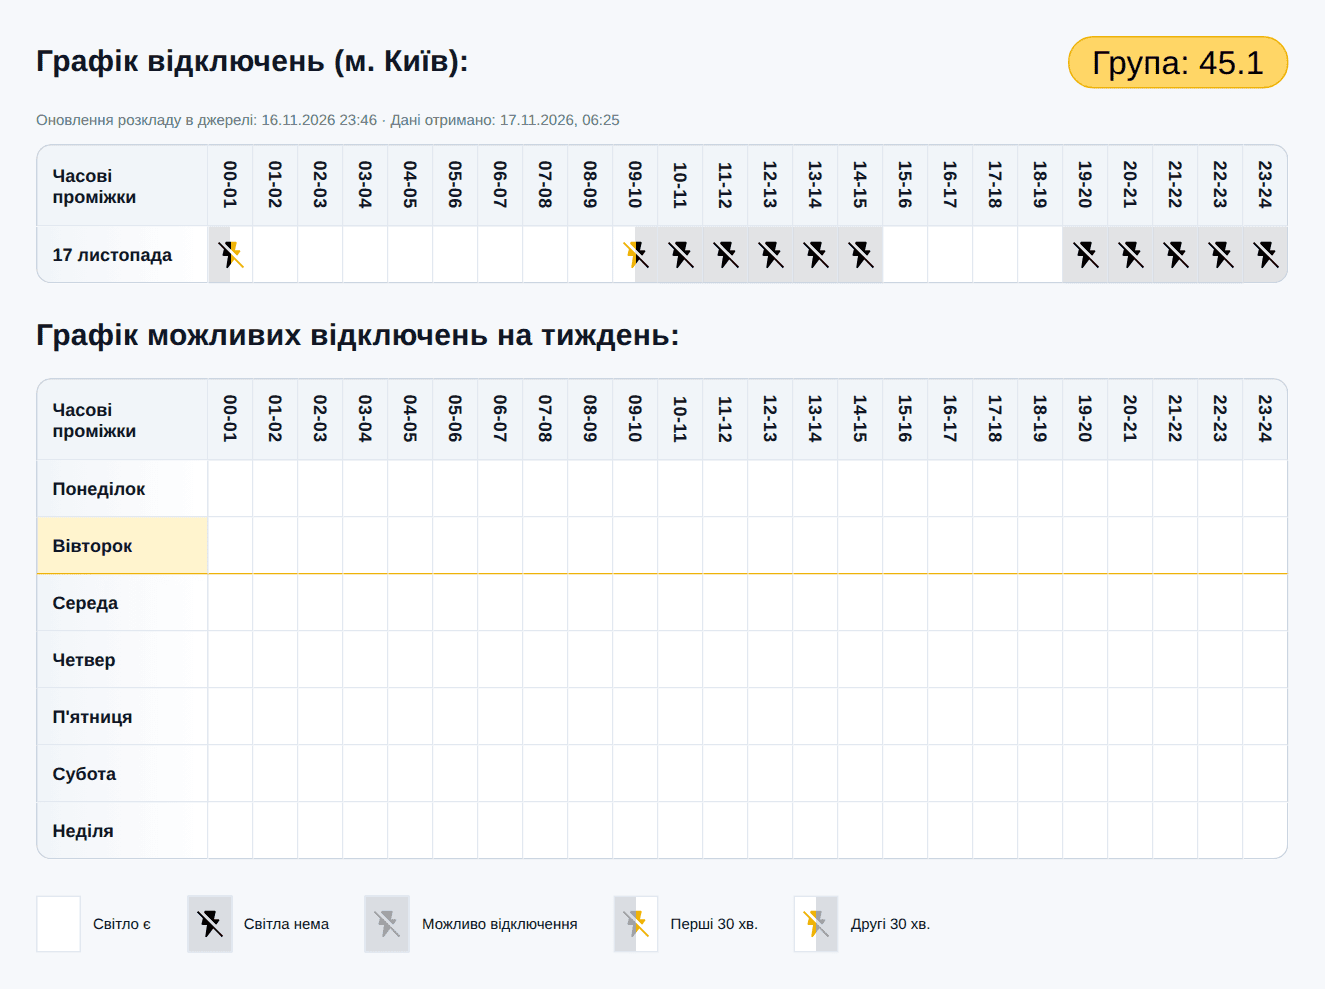 Графік відключень (м. Київ):
Група: 45.1
Оновлення розкладу в джерелі: 16.11.2026 23:46 · Дані отримано: 17.11.2026, 06:25
Часові проміжки 00-01 01-02 02-03 03-04 04-05 05-06 06-07 07-08 08-09 09-10 10-11 11-12 12-13 13-14 14-15 15-16 16-17 17-18 18-19 19-20 20-21 21-22 22-23 23-24
17 листопада
Графік можливих відключень на тиждень:
Часові проміжки 00-01 01-02 02-03 03-04 04-05 05-06 06-07 07-08 08-09 09-10 10-11 11-12 12-13 13-14 14-15 15-16 16-17 17-18 18-19 19-20 20-21 21-22 22-23 23-24
Понеділок
Вівторок
Середа
Четвер
П'ятниця
Субота
Неділя
Світло є Світла нема Можливо відключення Перші 30 хв. Другі 30 хв.